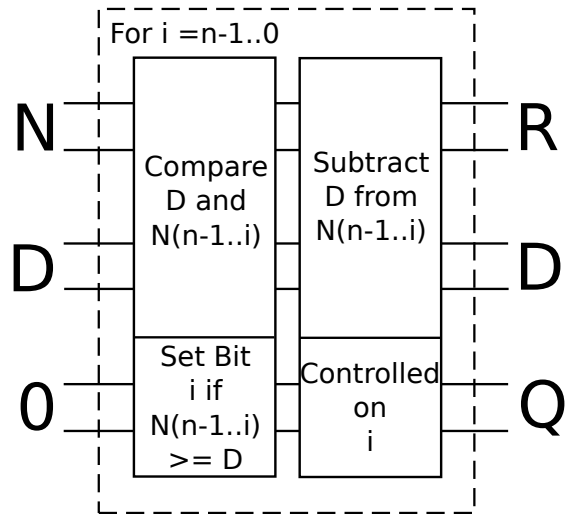 For i =n-1..0
N
D
0
Compare
D and
N(n-1..i)
Set Bit
i if
N(n-1..i)
>= D
Subtract
D from
N(n-1..i)
Controlled
on
i
R
D
Q